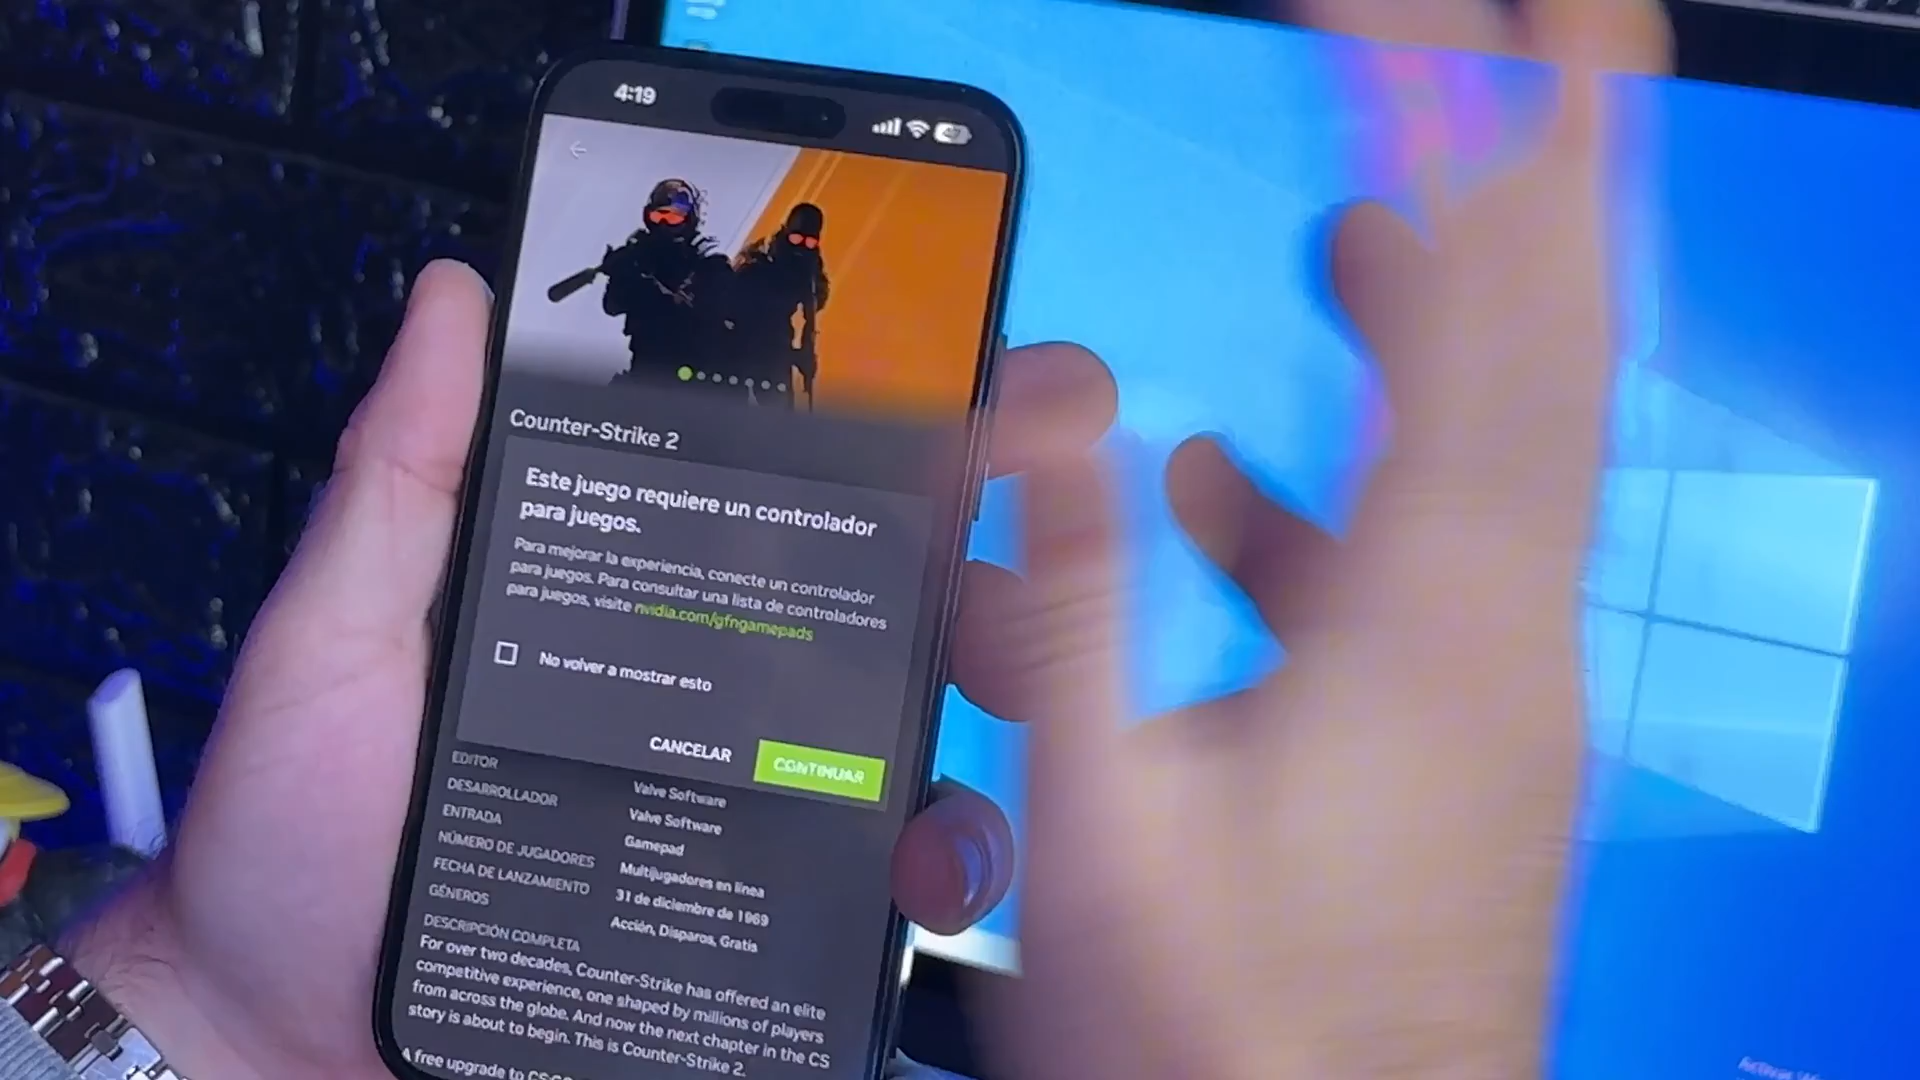 4:19
47
Counter-Strike 2
Este juego requiere un controlador
para juegos.
Para mejorar la experiencia, conecte un controlador
para juegos. Para consultar una lista de controladores
para juegos, visite nvidia.com/gfngamepads
No volver a mostrar esto
CANCELAR
CONTINUAR
EDITOR
Valve Software
DESARROLLADOR
Valve Software
ENTRADA
Gamepad
NÚMERO DE JUGADORES
Multijugadores en línea
FECHA DE LANZAMIENTO
31 de diciembre de 1969
GÉNEROS
Acción, Disparos, Gratis
DESCRIPCIÓN COMPLETA
For over two decades, Counter-Strike has offered an elite
competitive experience, one shaped by millions of players
from across the globe. And now the next chapter in the CS
story is about to begin. This is Counter-Strike 2.
A free upgrade to